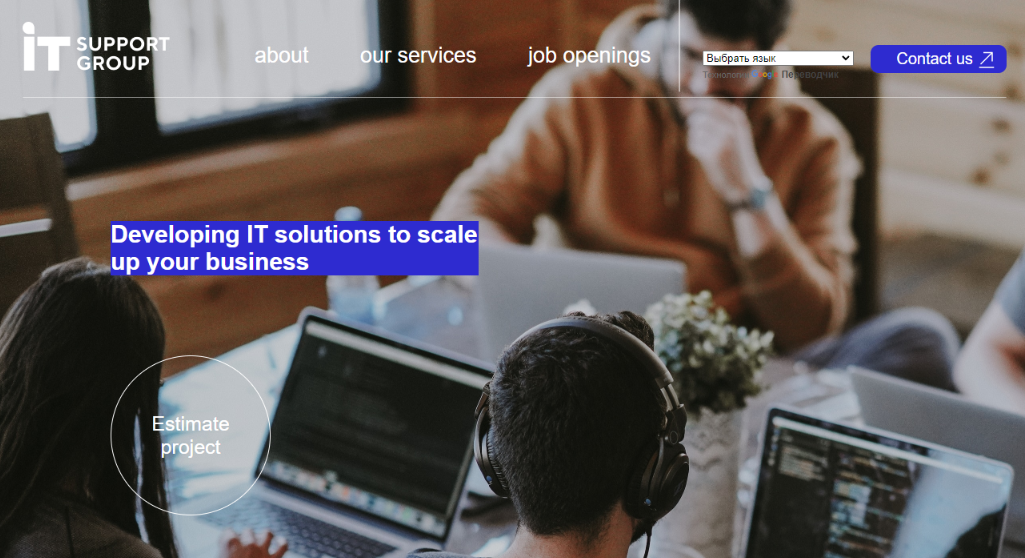 iT SUPPORT
GROUP
about
our services
job openings
Выбрать язык
Технологии Google Переводчик
Contact us
Developing IT solutions to scale
up your business
Estimate
project